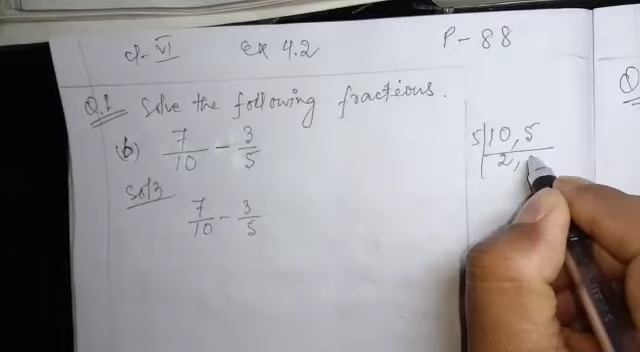 cl- VI Ex 4.2 P-88
Q.1 Solve the following fractions.
(b) 7/10 - 3/5
Sol3
7/10 - 3/5
5 10, 5
2,